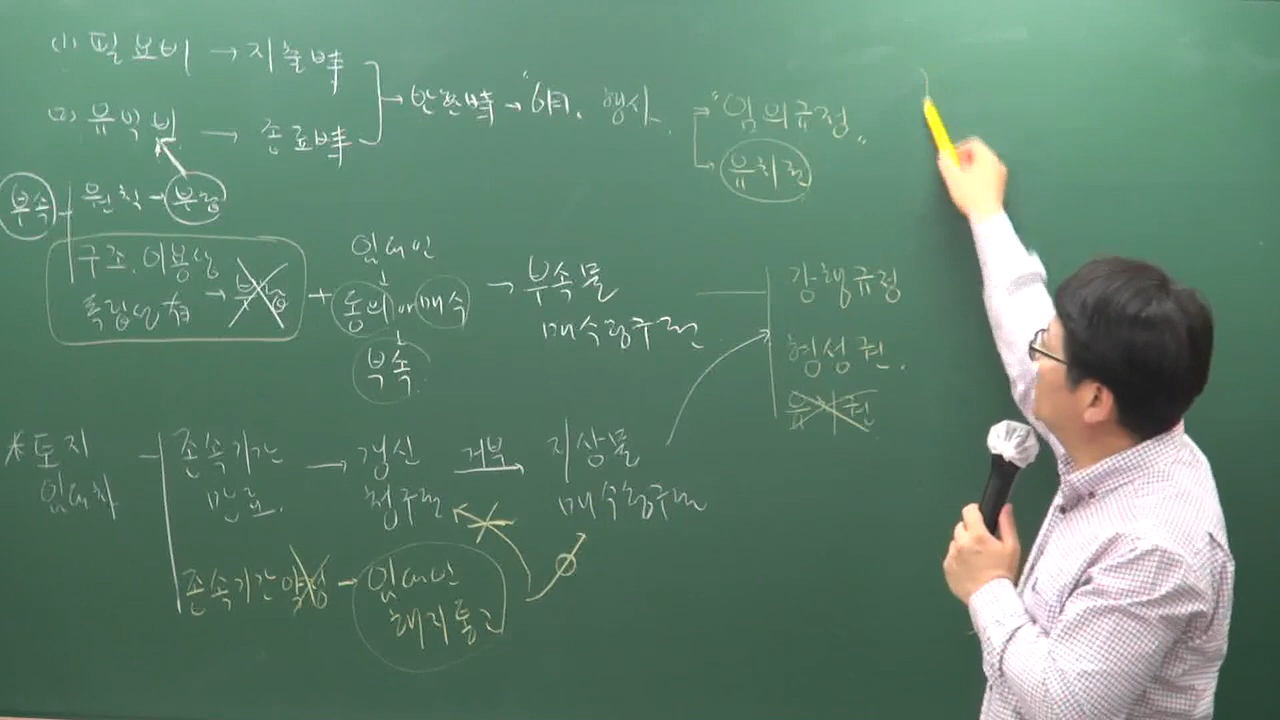 (1) 필요비 → 지출時
(2) 유익비 → 종료時
반환時 → "6月. 행사
→ "임의규정"
유치권
부속
원칙 → 부합
구조.이용상
독립성 有 → 부합
+
임대인
동의 or 매수
부속
→ 부속물
매수청구권
강행규정
형성권.
유치권
*토지
임대차
존속기간
만료.
→ 갱신
청구권
거부
지상물
매수청구권
존속기간 약정 → 임대인
해지통고